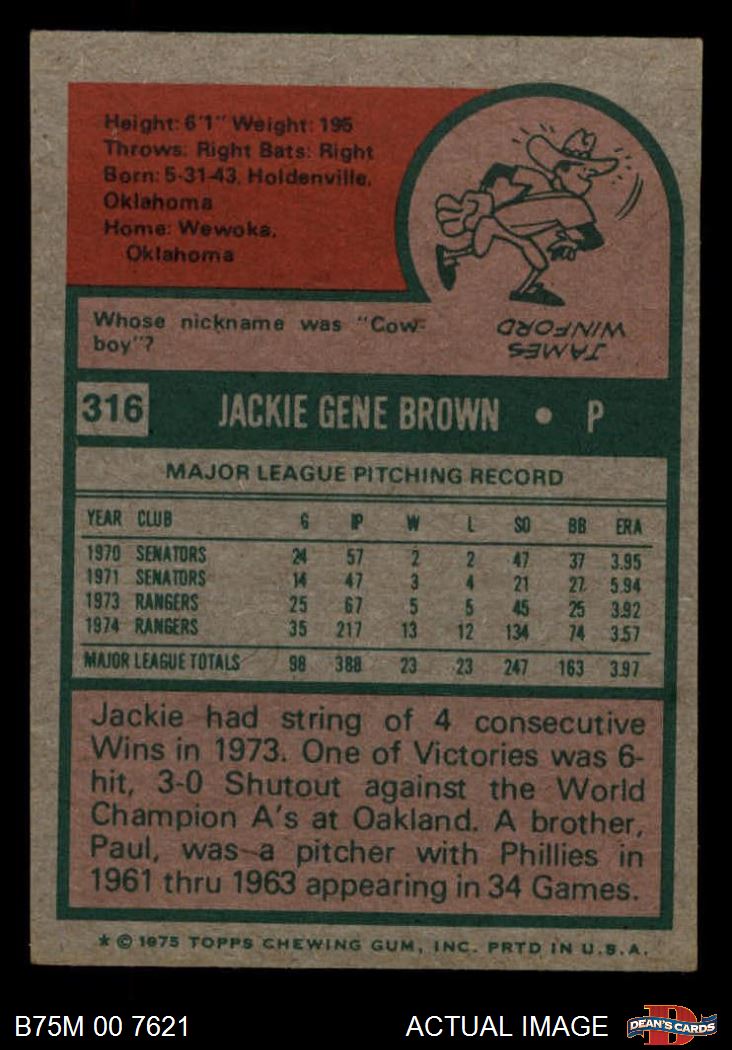 Height: 6'1" Weight: 195
Throws: Right Bats: Right
Born: 5-31-43, Holdenville,
Oklahoma
Home: Wewoka,
Oklahoma
Whose nickname was "Cow-
boy"?
JAMES
WINFORD
316 JACKIE GENE BROWN • P
MAJOR LEAGUE PITCHING RECORD
YEAR CLUB G IP W L SO BB ERA
1970 SENATORS 24 57 2 2 47 37 3.95
1971 SENATORS 14 47 3 4 21 27 5.94
1973 RANGERS 25 67 5 5 45 25 3.92
1974 RANGERS 35 217 13 12 134 74 3.57
MAJOR LEAGUE TOTALS 98 388 23 23 247 163 3.97
Jackie had string of 4 consecutive
Wins in 1973. One of Victories was 6-
hit, 3-0 Shutout against the World
Champion A's at Oakland. A brother,
Paul, was a pitcher with Phillies in
1961 thru 1963 appearing in 34 Games.
* © 1975 TOPPS CHEWING GUM, INC. PRTD IN U.S.A.
B75M 00 7621 ACTUAL IMAGE
D
DEAN'S CARDS